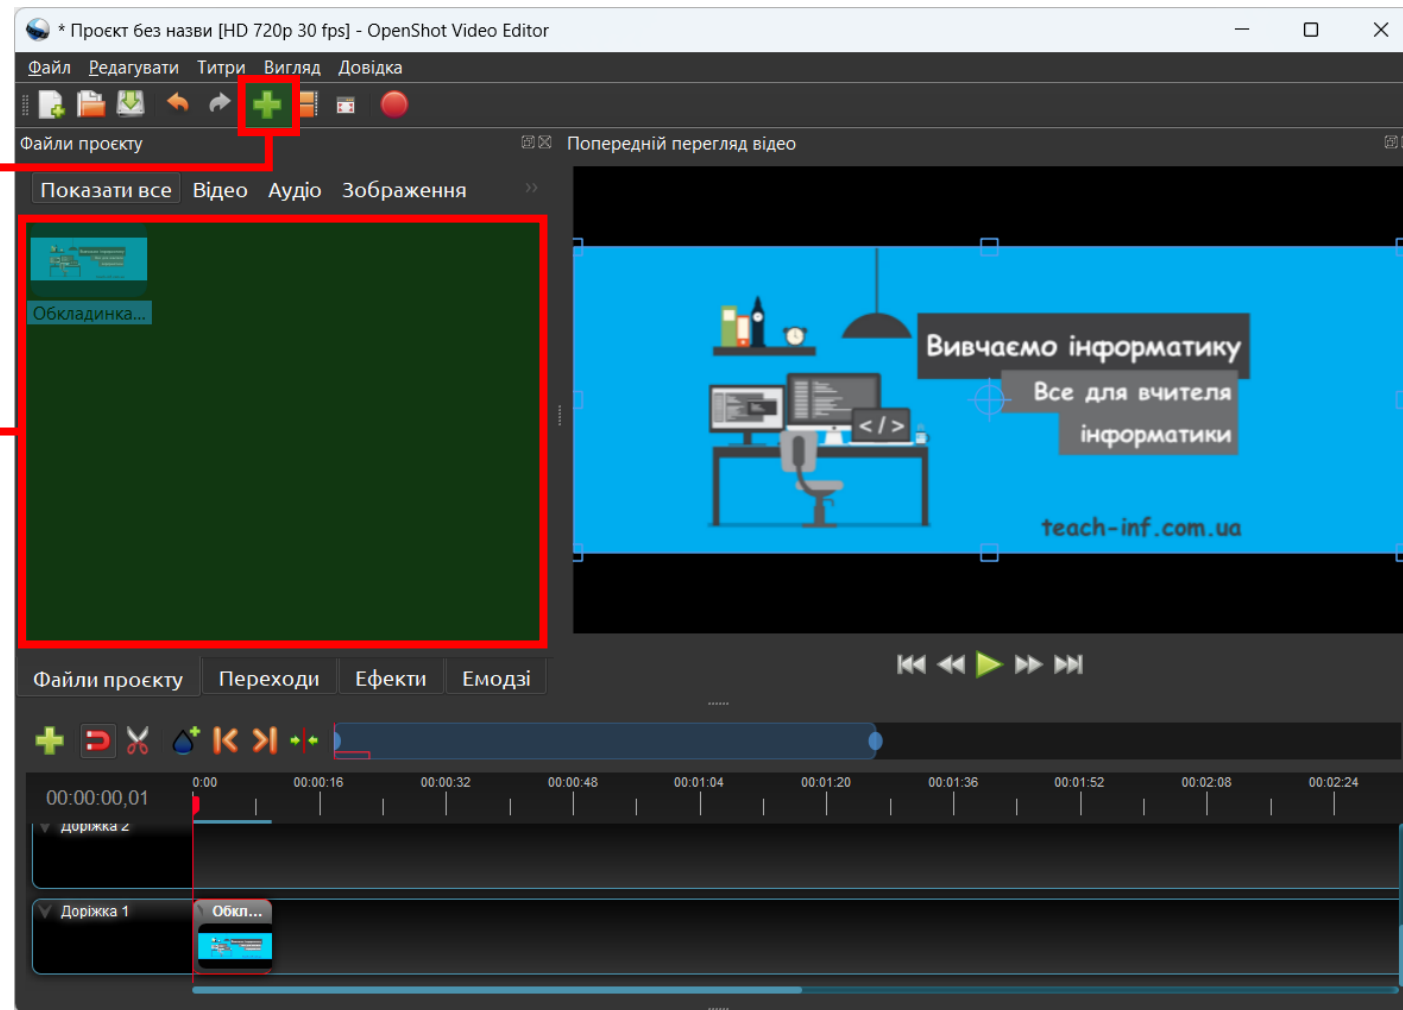 * Проєкт без назви [HD 720p 30 fps] - OpenShot Video Editor
Файл Редагувати Титри Вигляд Довідка
Файли проєкту
Попередній перегляд відео
Показати все Відео Аудіо Зображення
Обкладинка...
Вивчаємо інформатику
Все для вчителя
інформатики
</>
teach-inf.com.ua
Файли проєкту Переходи Ефекти Емодзі
00:00:00,01
0:00 00:00:16 00:00:32 00:00:48 00:01:04 00:01:20 00:01:36 00:01:52 00:02:08 00:02:24
Доріжка 2
Доріжка 1
Обкл...